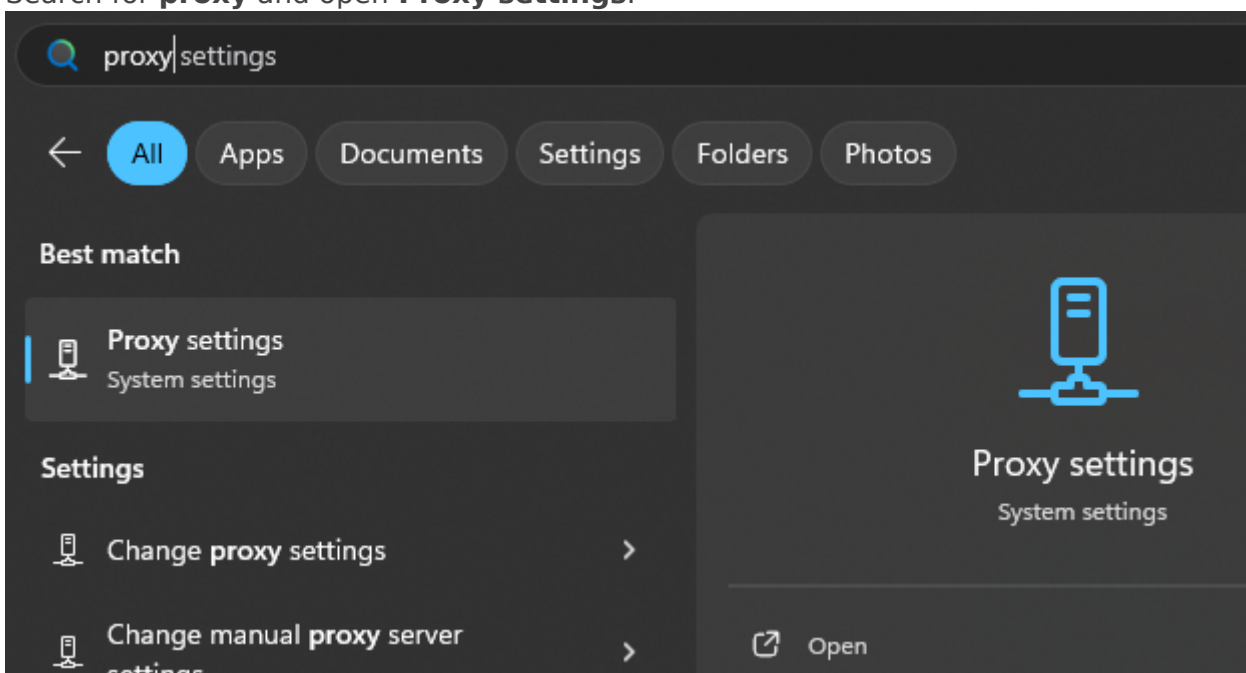 Search for proxy and open Proxy settings.
proxy settings
All Apps Documents Settings Folders Photos
Best match
Proxy settings
System settings
Settings
Change proxy settings
Change manual proxy server
settings
Proxy settings
System settings
Open